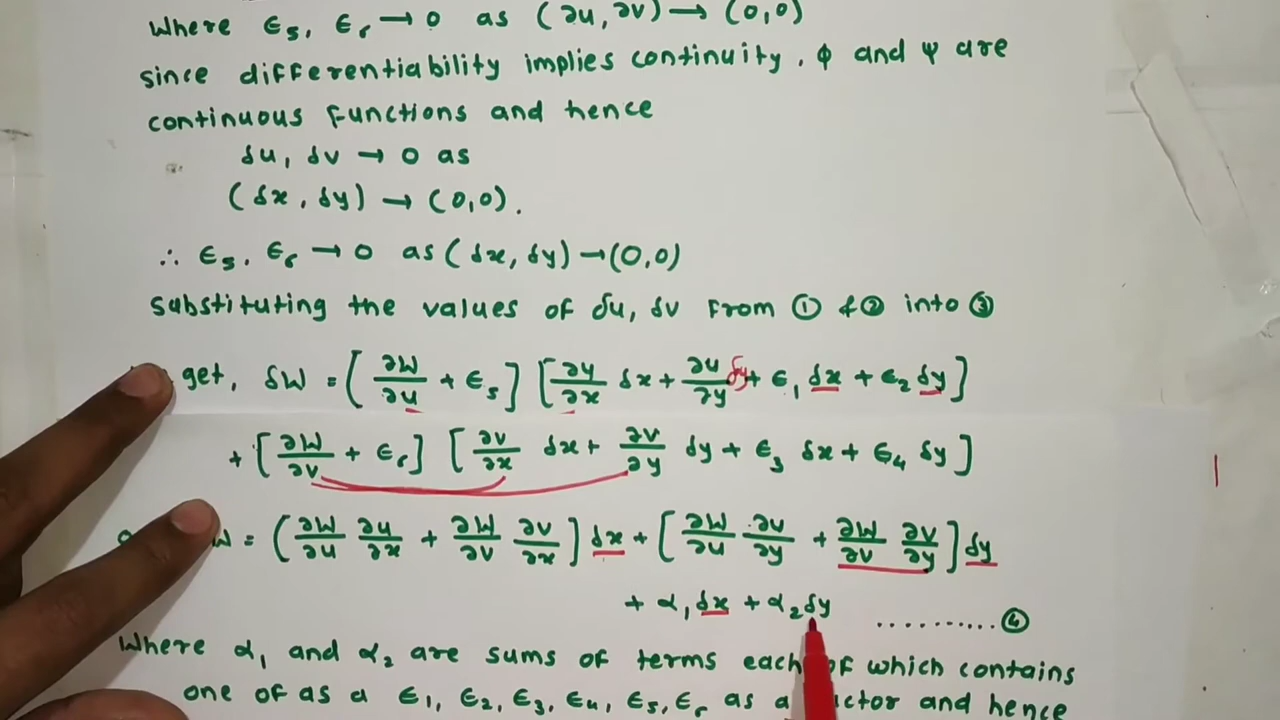 Where ϵ₅, ϵ₆ → 0 as (∂u, ∂v) → (0,0)
since differentiability implies continuity. ϕ and ψ are
continuous functions and hence
δu, δv → 0 as
(δx, δy) → (0,0).
∴ ϵ₅, ϵ₆ → 0 as (δx, δy) → (0,0)
substituting the values of δu, δv from ① & ② into ③
get, δW = (∂W/∂u + ϵ₅] [∂y/∂x δx + ∂u/∂y δy + ϵ₁ δx + ϵ₂ δy]
+ [∂W/∂v + ϵ₆] [∂v/∂x δx + ∂v/∂y δy + ϵ₃ δx + ϵ₄ δy]
W = (∂W/∂u ∂u/∂x + ∂W/∂v ∂v/∂x] δx + [∂W/∂u ∂u/∂y + ∂W/∂v ∂v/∂y] δy
+ α₁ δx + α₂ δy .......... ④
Where α₁ and α₂ are sums of terms each of which contains
one of as a ϵ₁, ϵ₂, ϵ₃, ϵ₄, ϵ₅, ϵ₆ as a and hence